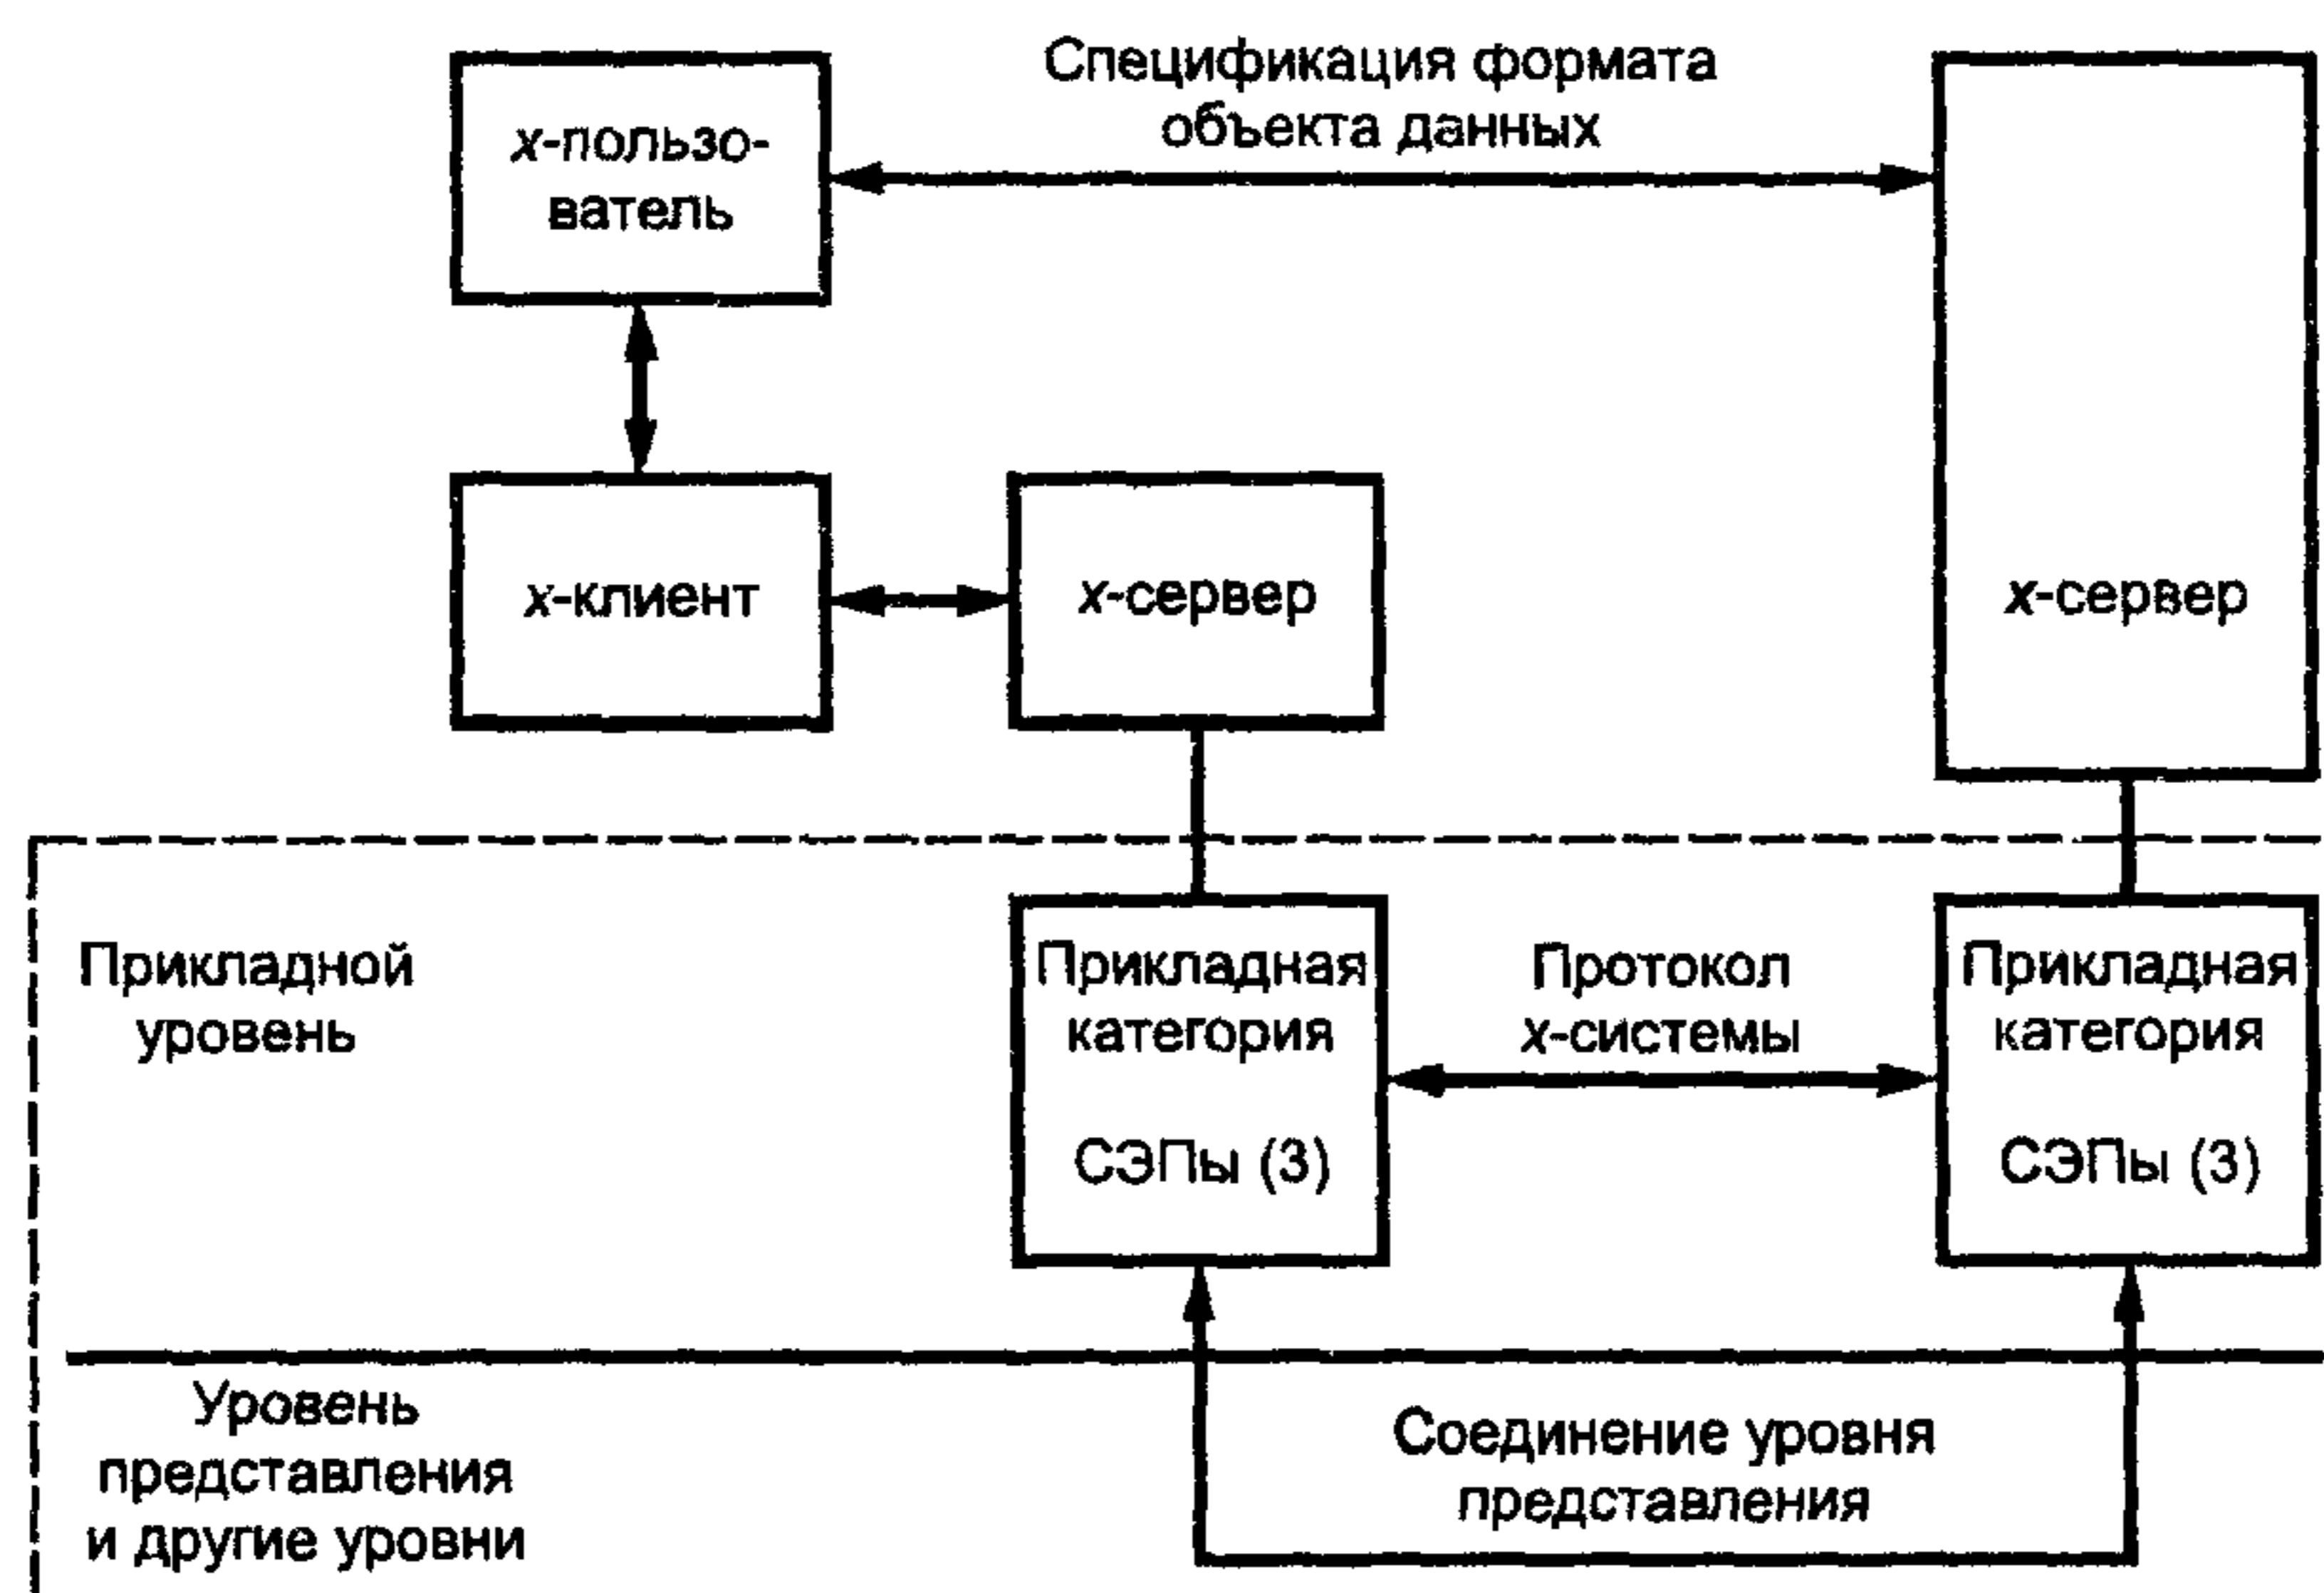 Спецификация формата
объекта данных
x-пользо-
ватель
x-клиент
x-сервер
x-сервер
Прикладной
уровень
Прикладная
категория
СЭПы (3)
Протокол
x-системы
Прикладная
категория
СЭПы (3)
Уровень
представления
и другие уровни
Соединение уровня
представления